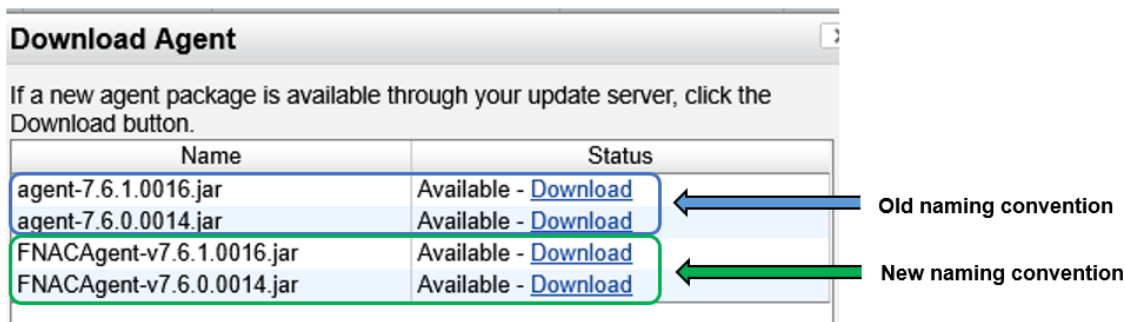 Download Agent
If a new agent package is available through your update server, click the
Download button.
Name Status
agent-7.6.1.0016.jar Available - Download
agent-7.6.0.0014.jar Available - Download
Old naming convention
FNACAgent-v7.6.1.0016.jar Available - Download
FNACAgent-v7.6.0.0014.jar Available - Download
New naming convention